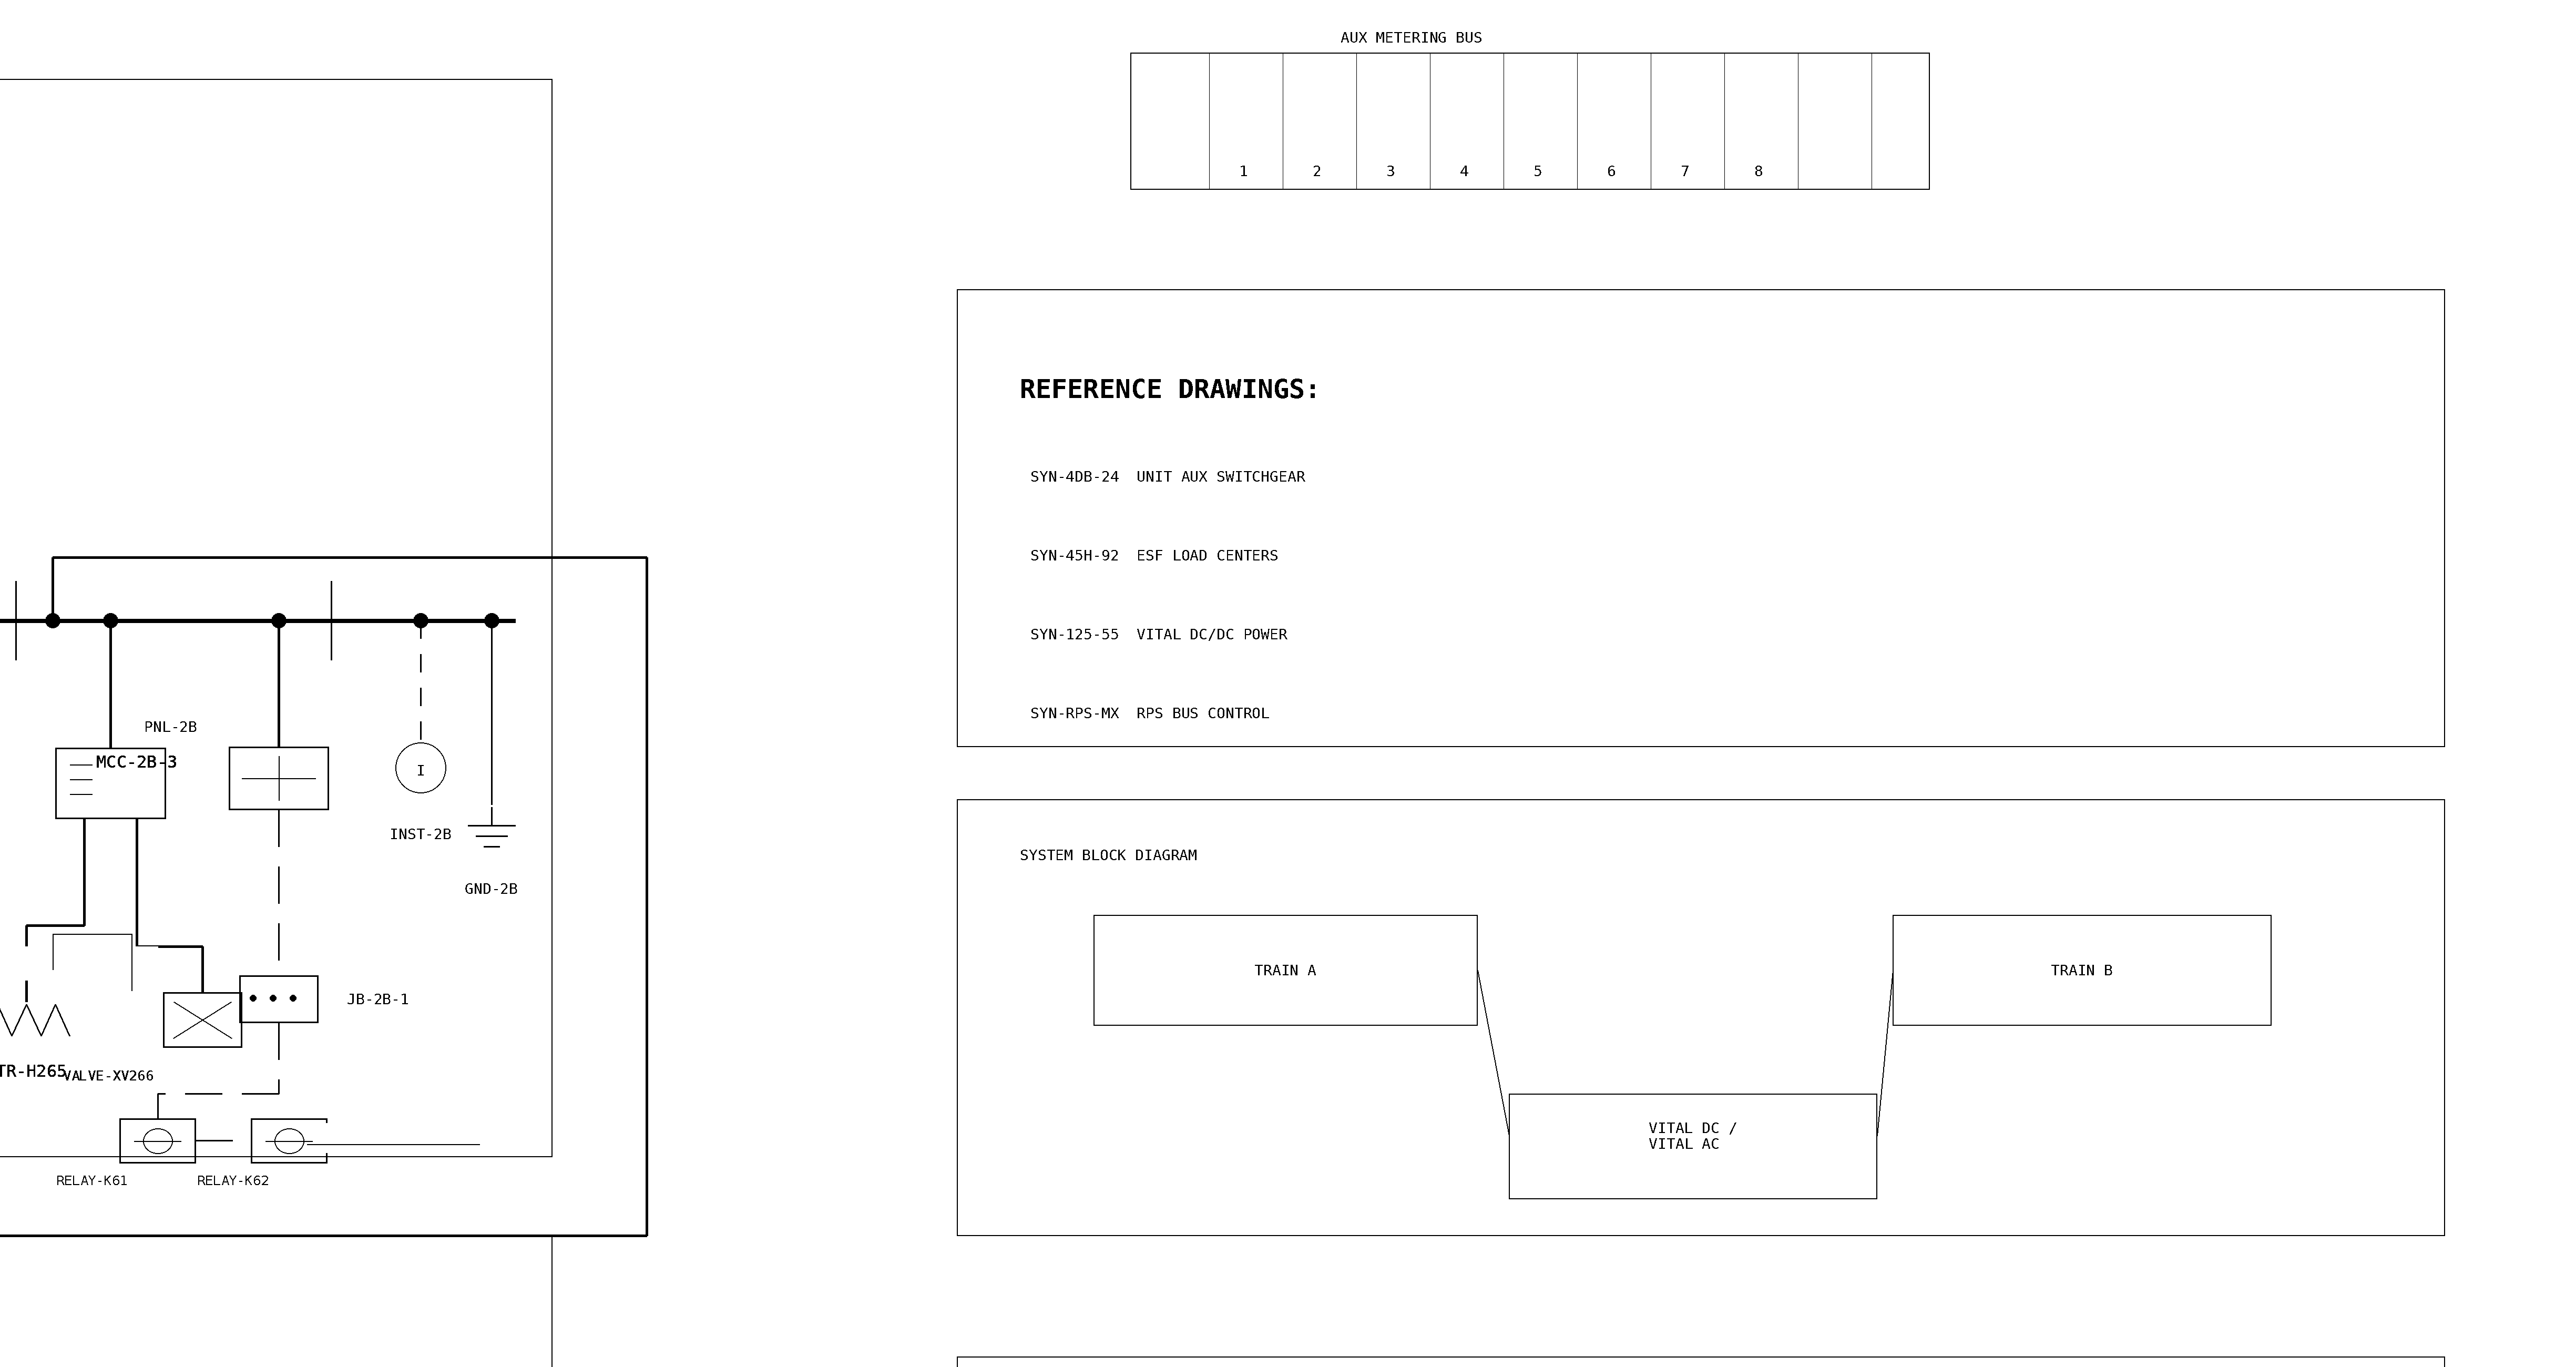 AUX METERING BUS
1 2 3 4 5 6 7 8
REFERENCE DRAWINGS:
SYN-4DB-24 UNIT AUX SWITCHGEAR
SYN-45H-92 ESF LOAD CENTERS
SYN-125-55 VITAL DC/DC POWER
SYN-RPS-MX RPS BUS CONTROL
PNL-2B
MCC-2B-3
I
INST-2B
GND-2B
JB-2B-1
TR-H265
VALVE-XV266
RELAY-K61
RELAY-K62
SYSTEM BLOCK DIAGRAM
TRAIN A
TRAIN B
VITAL DC /
VITAL AC